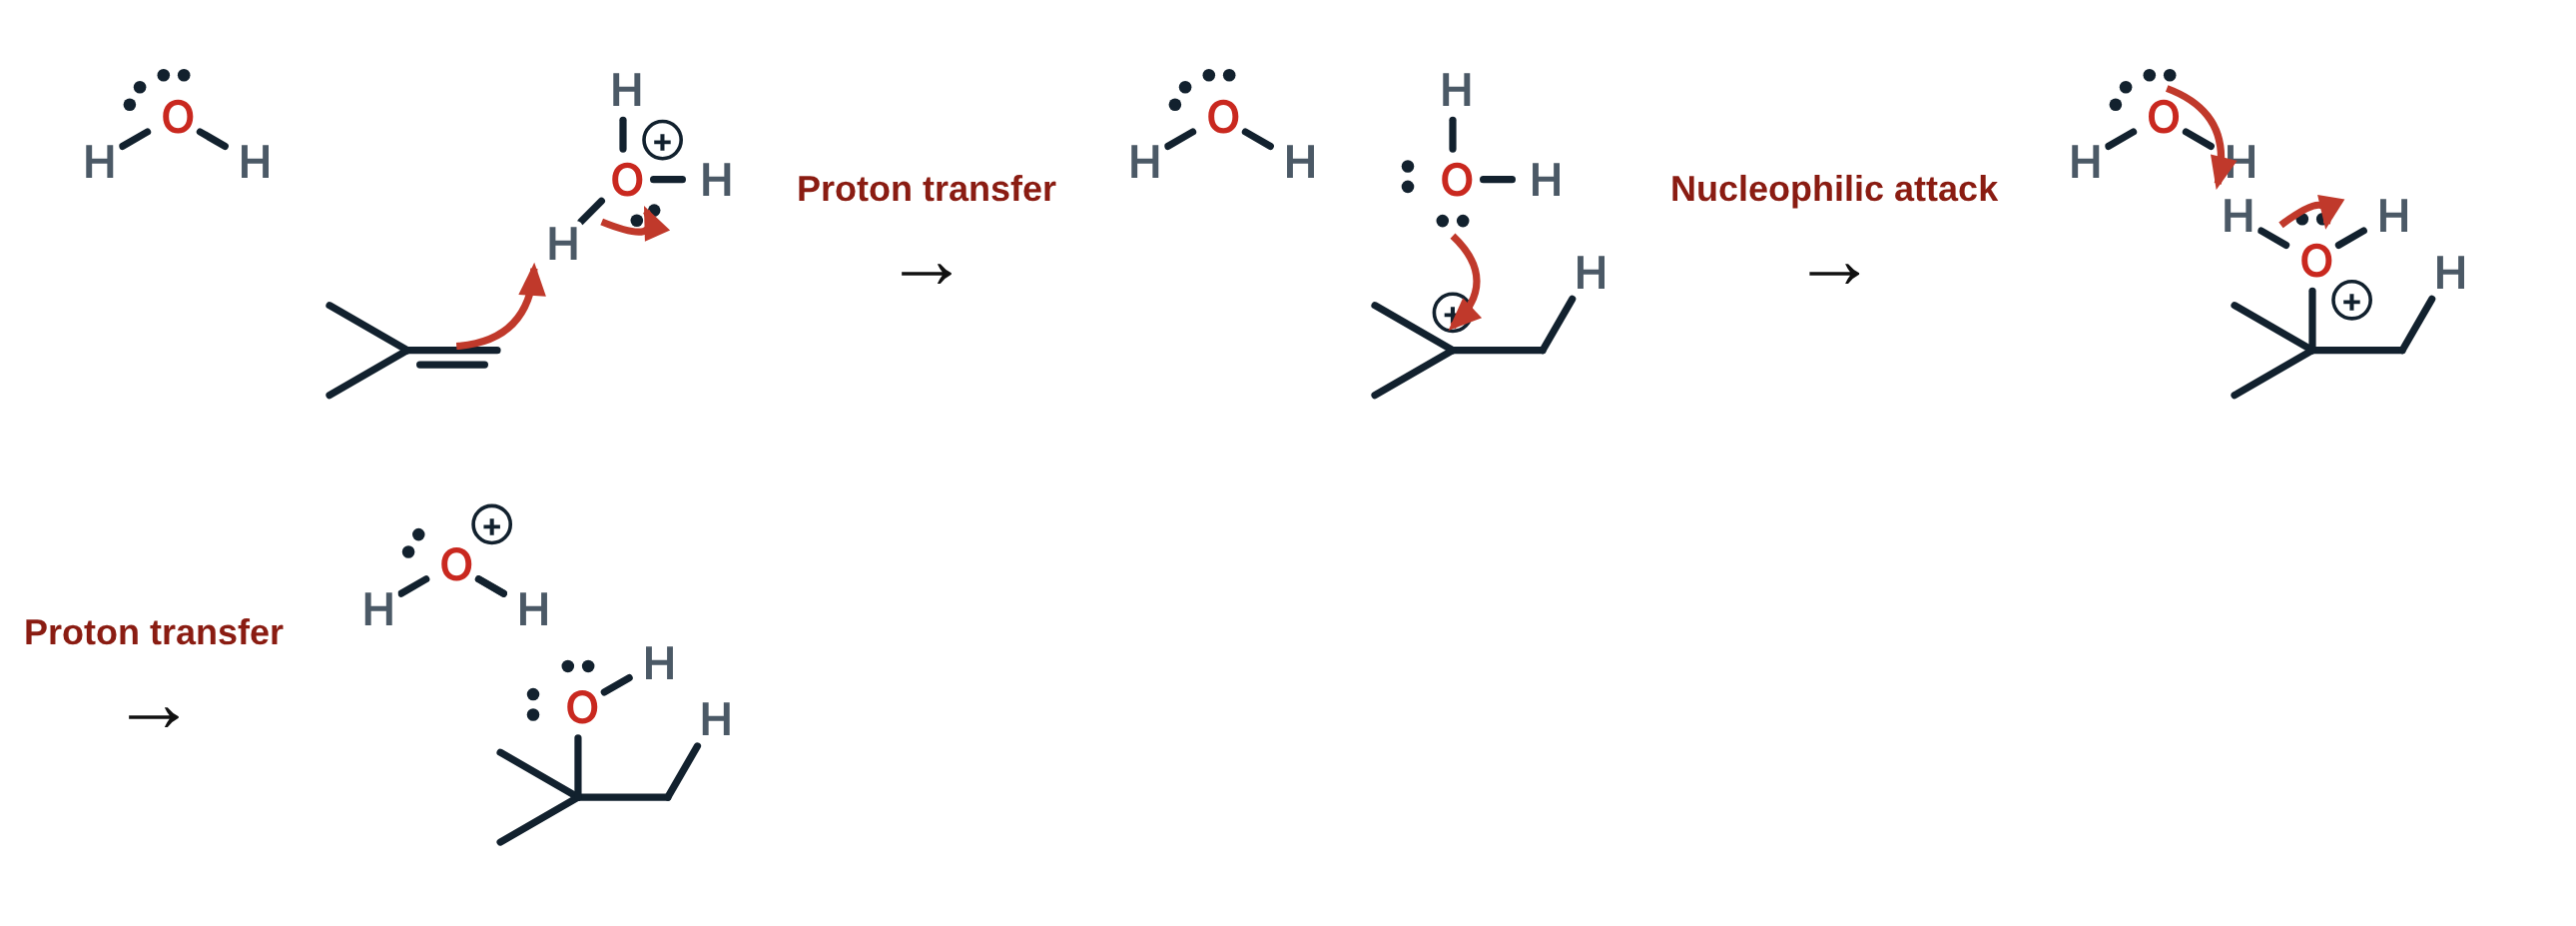 H
O
+
H
H
O
H
H
Proton transfer
→
H
O
H
H
O
H
+
H
Nucleophilic attack
→
O
H
H
H
H
O
+
H
Proton transfer
→
O
+
H
H
O
H
H